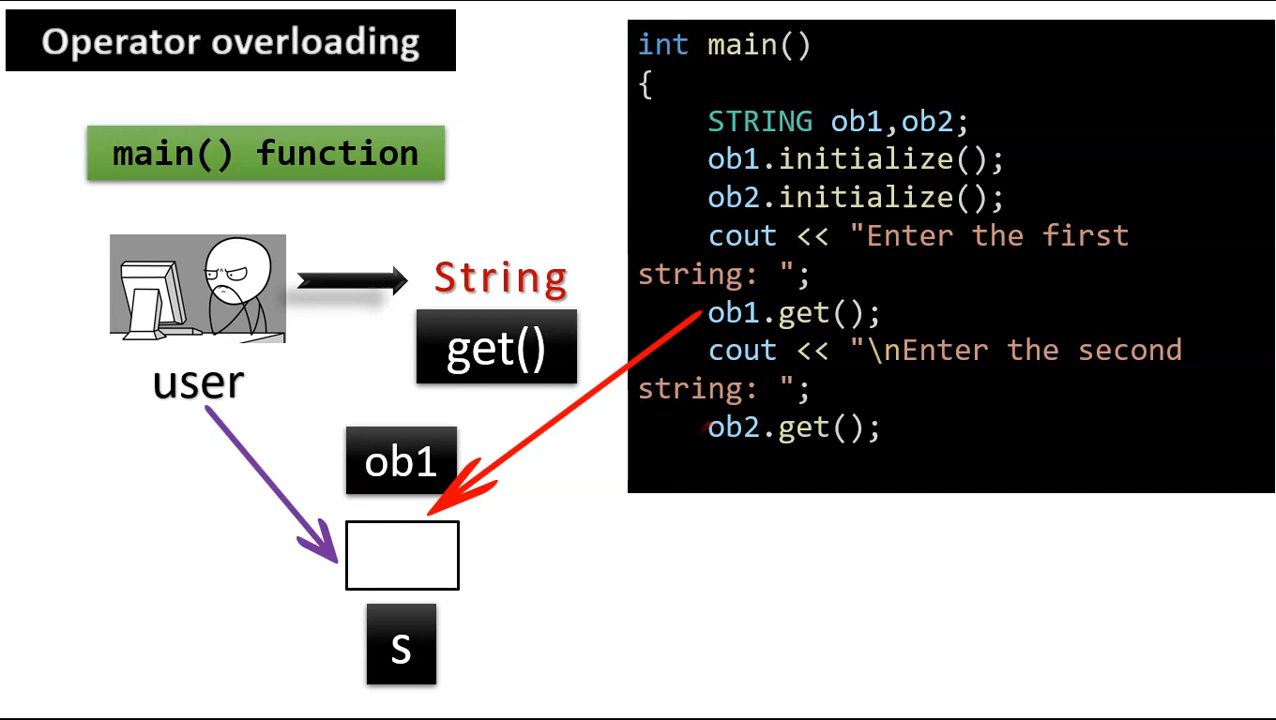 Operator overloading
main() function
user
String
get()
ob1
S
int main()
{
STRING ob1,ob2;
ob1.initialize();
ob2.initialize();
cout << "Enter the first
string: ";
ob1.get();
cout << "\nEnter the second
string: ";
ob2.get();